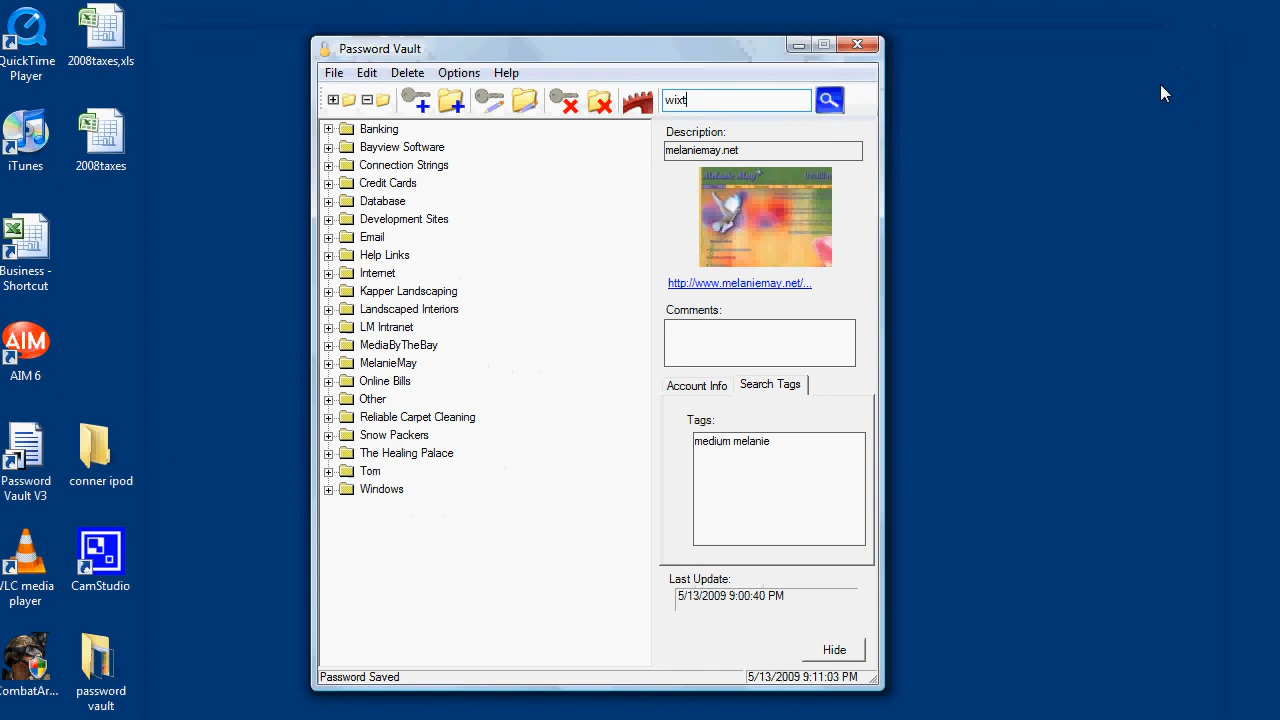 QuickTime
Player
2008taxes,xls
iTunes
2008taxes
Business -
Shortcut
AIM
AIM 6
Password
Vault V3
conner ipod
VLC media
player
CamStudio
CombatAr...
password
vault
Password Vault
File Edit Delete Options Help
wixt
Banking
Bayview Software
Connection Strings
Credit Cards
Database
Development Sites
Email
Help Links
Internet
Kapper Landscaping
Landscaped Interiors
LM Intranet
MediaByTheBay
MelanieMay
Online Bills
Other
Reliable Carpet Cleaning
Snow Packers
The Healing Palace
Tom
Windows
Description:
melaniemay.net
Melanie May
http://www.melaniemay.net/...
Comments:
Account Info Search Tags
Tags:
medium melanie
Last Update:
5/13/2009 9:00:40 PM
Hide
Password Saved 5/13/2009 9:11:03 PM